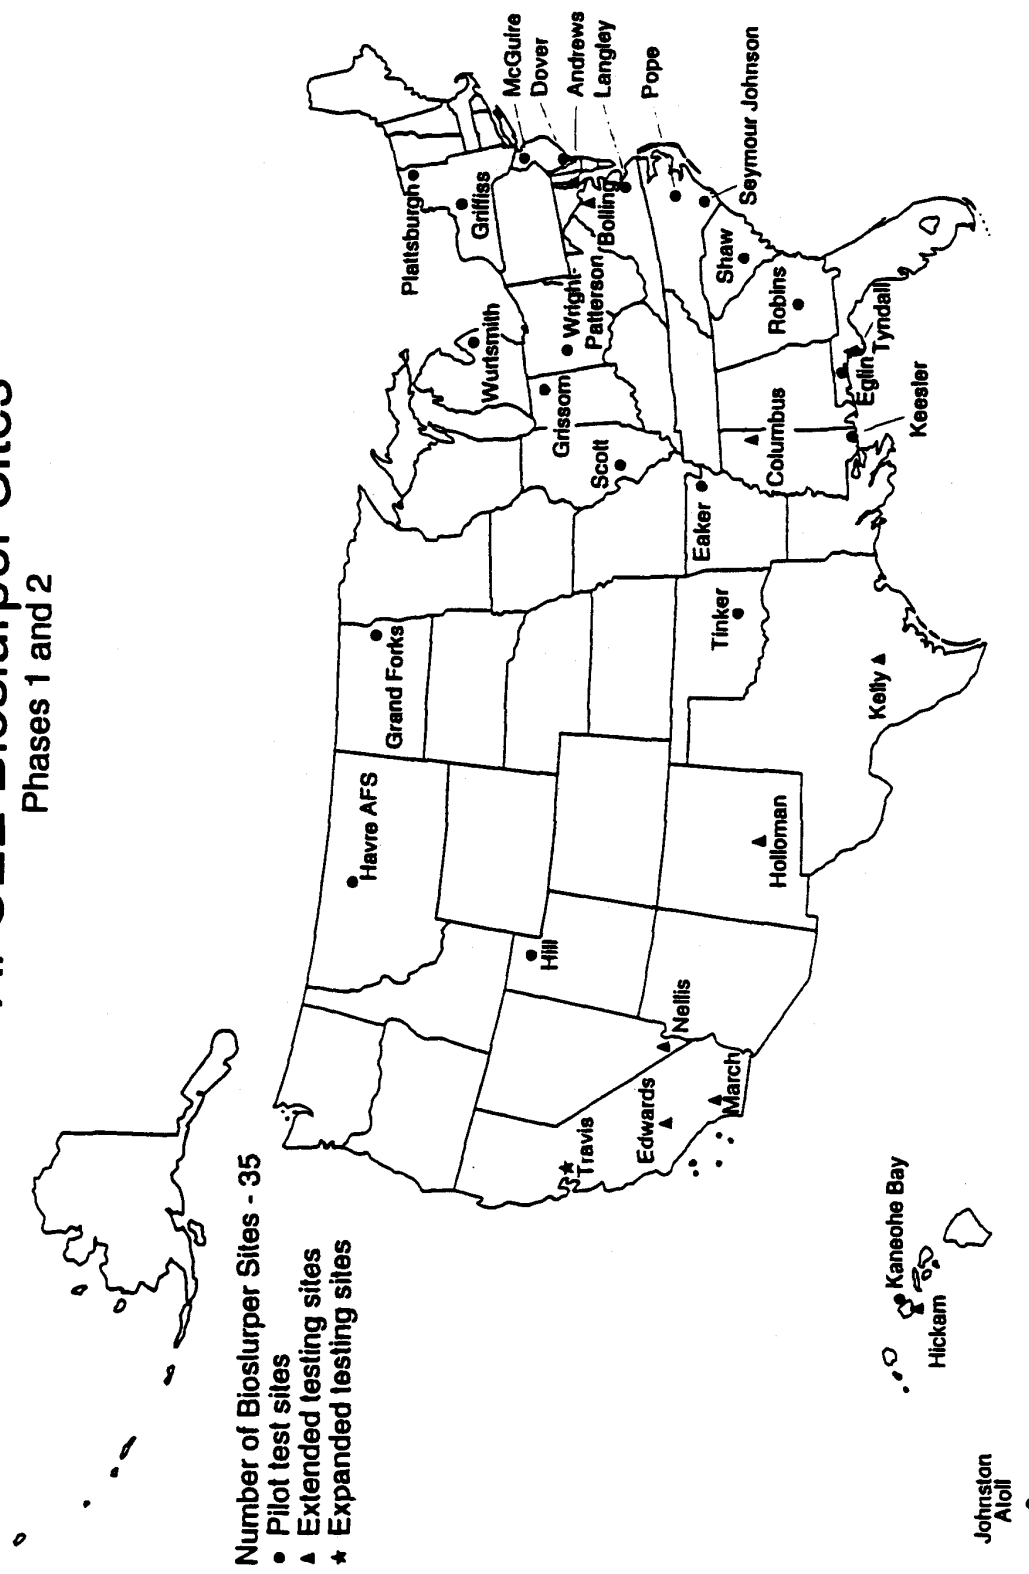 Bioslurper Sites
Phases 1 and 2
Number of Bioslurper Sites - 35
• Pilot test sites
▲ Extended testing sites
★ Expanded testing sites
Havre AFS
Grand Forks
Plattsburgh
Griffiss
Wurtsmith
McGuire
Dover
Andrews
Langley
Pope
Seymour Johnson
Bolling
Wright-
Patterson
Grissom
Scott
Hill
Travis
Edwards
Nellis
March
Holloman
Tinker
Eaker
Columbus
Shaw
Robins
Kelly
Eglin
Tyndall
Keesler
Kaneohe Bay
Hickam
Johnston
Atoll